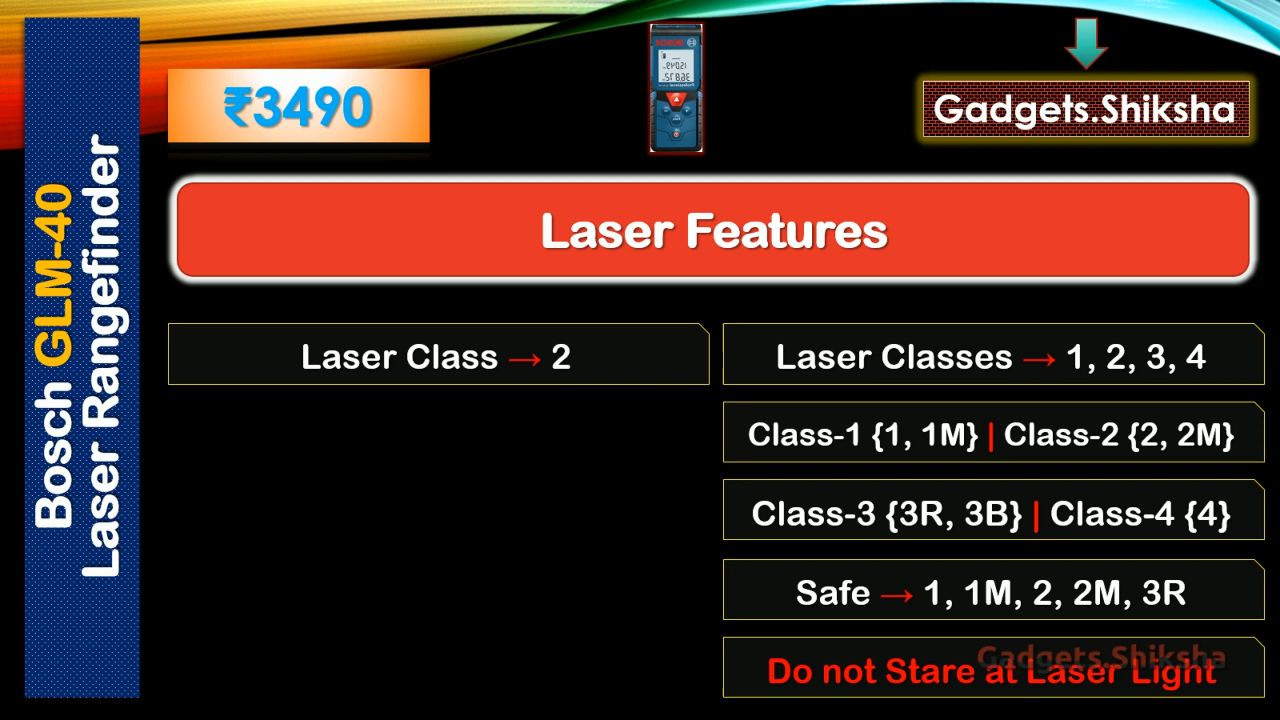 Bosch GLM-40
Laser Rangefinder
₹3490
Gadgets.Shiksha
Laser Features
Laser Class → 2
Laser Classes → 1, 2, 3, 4
Class-1 {1, 1M} | Class-2 {2, 2M}
Class-3 {3R, 3B} | Class-4 {4}
Safe → 1, 1M, 2, 2M, 3R
Gadgets.Shiksha
Do not Stare at Laser Light